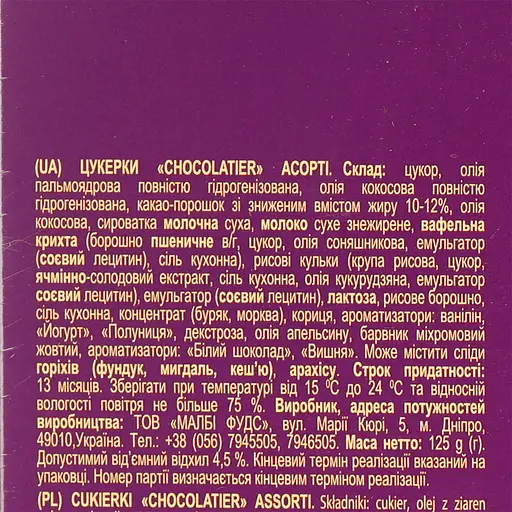 (UA) ЦУКЕРКИ «CHOCOLATIER» АСОРТІ. Склад: цукор, олія
пальмоядрова повністю гідрогенізована, олія кокосова повністю
гідрогенізована, какао-порошок зі зниженим вмістом жиру 10-12%, олія
кокосова, сироватка молочна суха, молоко сухе знежирене, вафельна
крихта (борошно пшеничне в/г, цукор, олія соняшникова, емульгатор
(соєвий лецитин), сіль кухонна), рисові кульки (крупа рисова, цукор,
ячмінно-солодовий екстракт, сіль кухонна, олія кукурудзяна, емульгатор
соєвий лецитин), емульгатор (соєвий лецитин), лактоза, рисове борошно,
сіль кухонна, концентрат (буряк, морква), кориця, ароматизатори: ванілін,
«Йогурт», «Полуниця», декстроза, олія апельсину, барвник міхромовий
жовтий, ароматизатори: «Білий шоколад», «Вишня». Може містити сліди
горіхів (фундук, мигдаль, кеш'ю), арахісу. Строк придатності:
13 місяців. Зберігати при температурі від 15 ⁰С до 24 ⁰С та відносній
вологості повітря не більше 75 %. Виробник, адреса потужностей
виробництва: ТОВ «МАЛБІ ФУДС», вул. Марії Кюрі, 5, м. Дніпро,
49010,Україна. Тел.: +38 (056) 7945505, 7946505. Маса нетто: 125 g (г).
Допустимий від'ємний відхил 4,5 %. Кінцевий термін реалізації вказаний на
упаковці. Номер партії визначається кінцевим терміном реалізації.
(PL) CUKIERKI «CHOCOLATIER» ASSORTI. Składniki: cukier, olej z ziaren